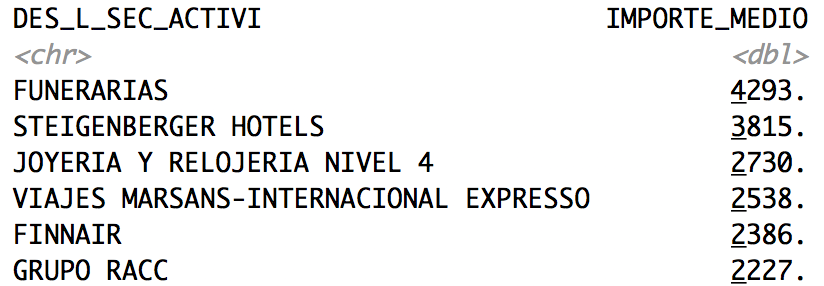 DES_L_SEC_ACTIVI IMPORTE_MEDIO
<chr> <dbl>
FUNERARIAS 4293.
STEIGENBERGER HOTELS 3815.
JOYERIA Y RELOJERIA NIVEL 4 2730.
VIAJES MARSANS-INTERNACIONAL EXPRESSO 2538.
FINNAIR 2386.
GRUPO RACC 2227.